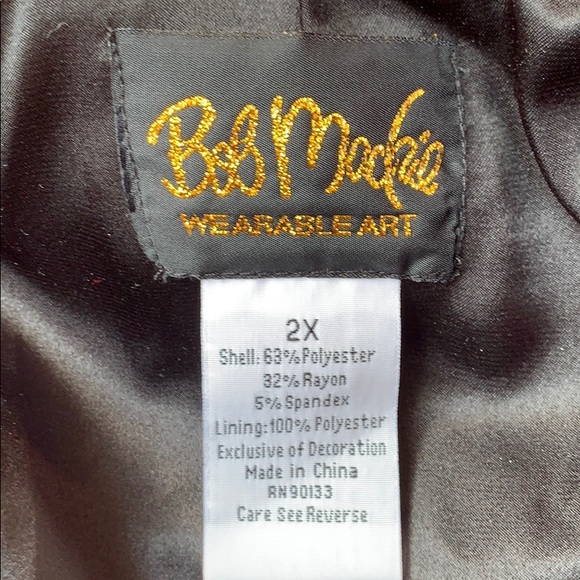 Bob Mackie
WEARABLE ART
2X
Shell: 63% Polyester
32% Rayon
5% Spandex
Lining: 100% Polyester
Exclusive of Decoration
Made in China
RN 90133
Care See Reverse